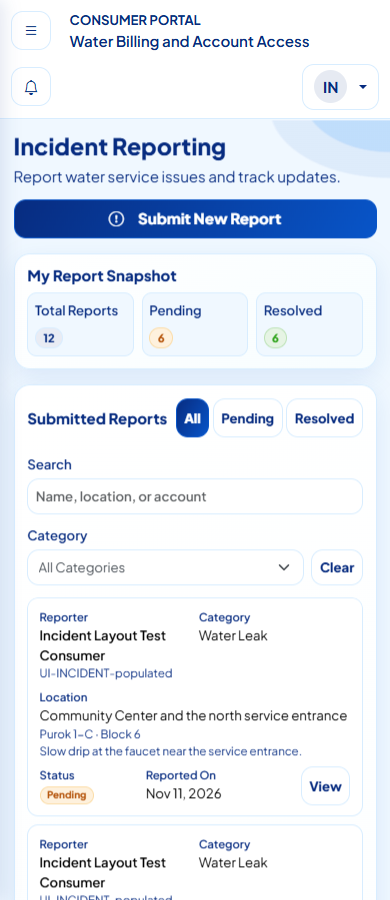 CONSUMER PORTAL
Water Billing and Account Access
IN
Incident Reporting
Report water service issues and track updates.
Submit New Report
My Report Snapshot
Total Reports
12
Pending
6
Resolved
6
Submitted Reports
All
Pending
Resolved
Search
Name, location, or account
Category
All Categories
Clear
Reporter
Incident Layout Test
Consumer
UI-INCIDENT-populated
Category
Water Leak
Location
Community Center and the north service entrance
Purok 1-C · Block 6
Slow drip at the faucet near the service entrance.
Status
Pending
Reported On
Nov 11, 2026
View
Reporter
Incident Layout Test
Consumer
UI-INCIDENT-populated
Category
Water Leak